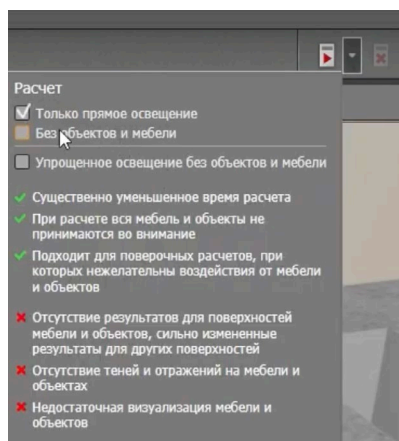 Расчет
Только прямое освещение
Без объектов и мебели
Упрощенное освещение без объектов и мебели
Существенно уменьшенное время расчета
При расчете вся мебель и объекты не
принимаются во внимание
Подходит для поверочных расчетов, при
которых нежелательны воздействия от мебели
и объектов
Отсутствие результатов для поверхностей
мебели и объектов, сильно измененные
результаты для других поверхностей
Отсутствие теней и отражений на мебели и
объектах
Недостаточная визуализация мебели и
объектов